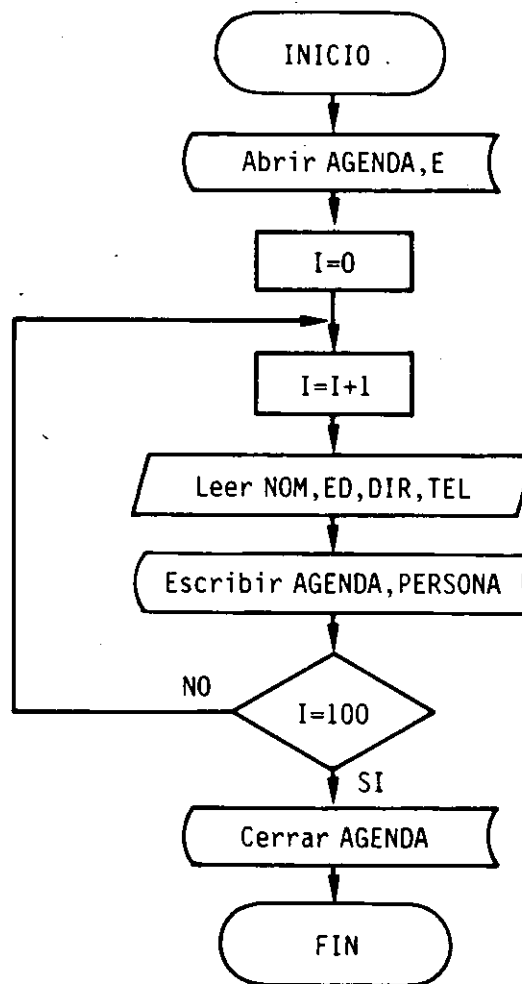 INICIO
Abrir AGENDA,E
I=0
I=I+1
Leer NOM,ED,DIR,TEL
Escribir AGENDA,PERSONA
NO
I=100
SI
Cerrar AGENDA
FIN